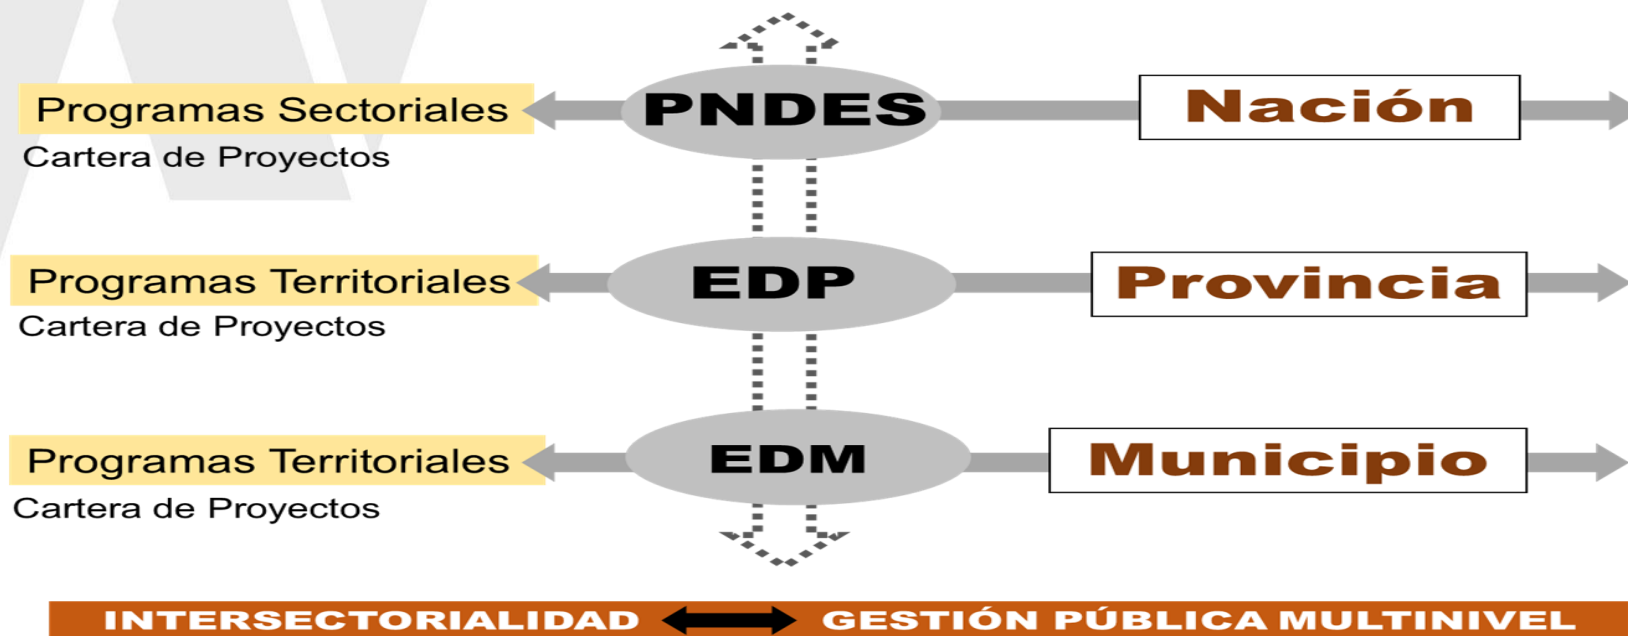 Programas Sectoriales
PNDES
Nación
Cartera de Proyectos
Programas Territoriales
EDP
Provincia
Cartera de Proyectos
Programas Territoriales
EDM
Municipio
Cartera de Proyectos
INTERSECTORIALIDAD GESTIÓN PÚBLICA MULTINIVEL